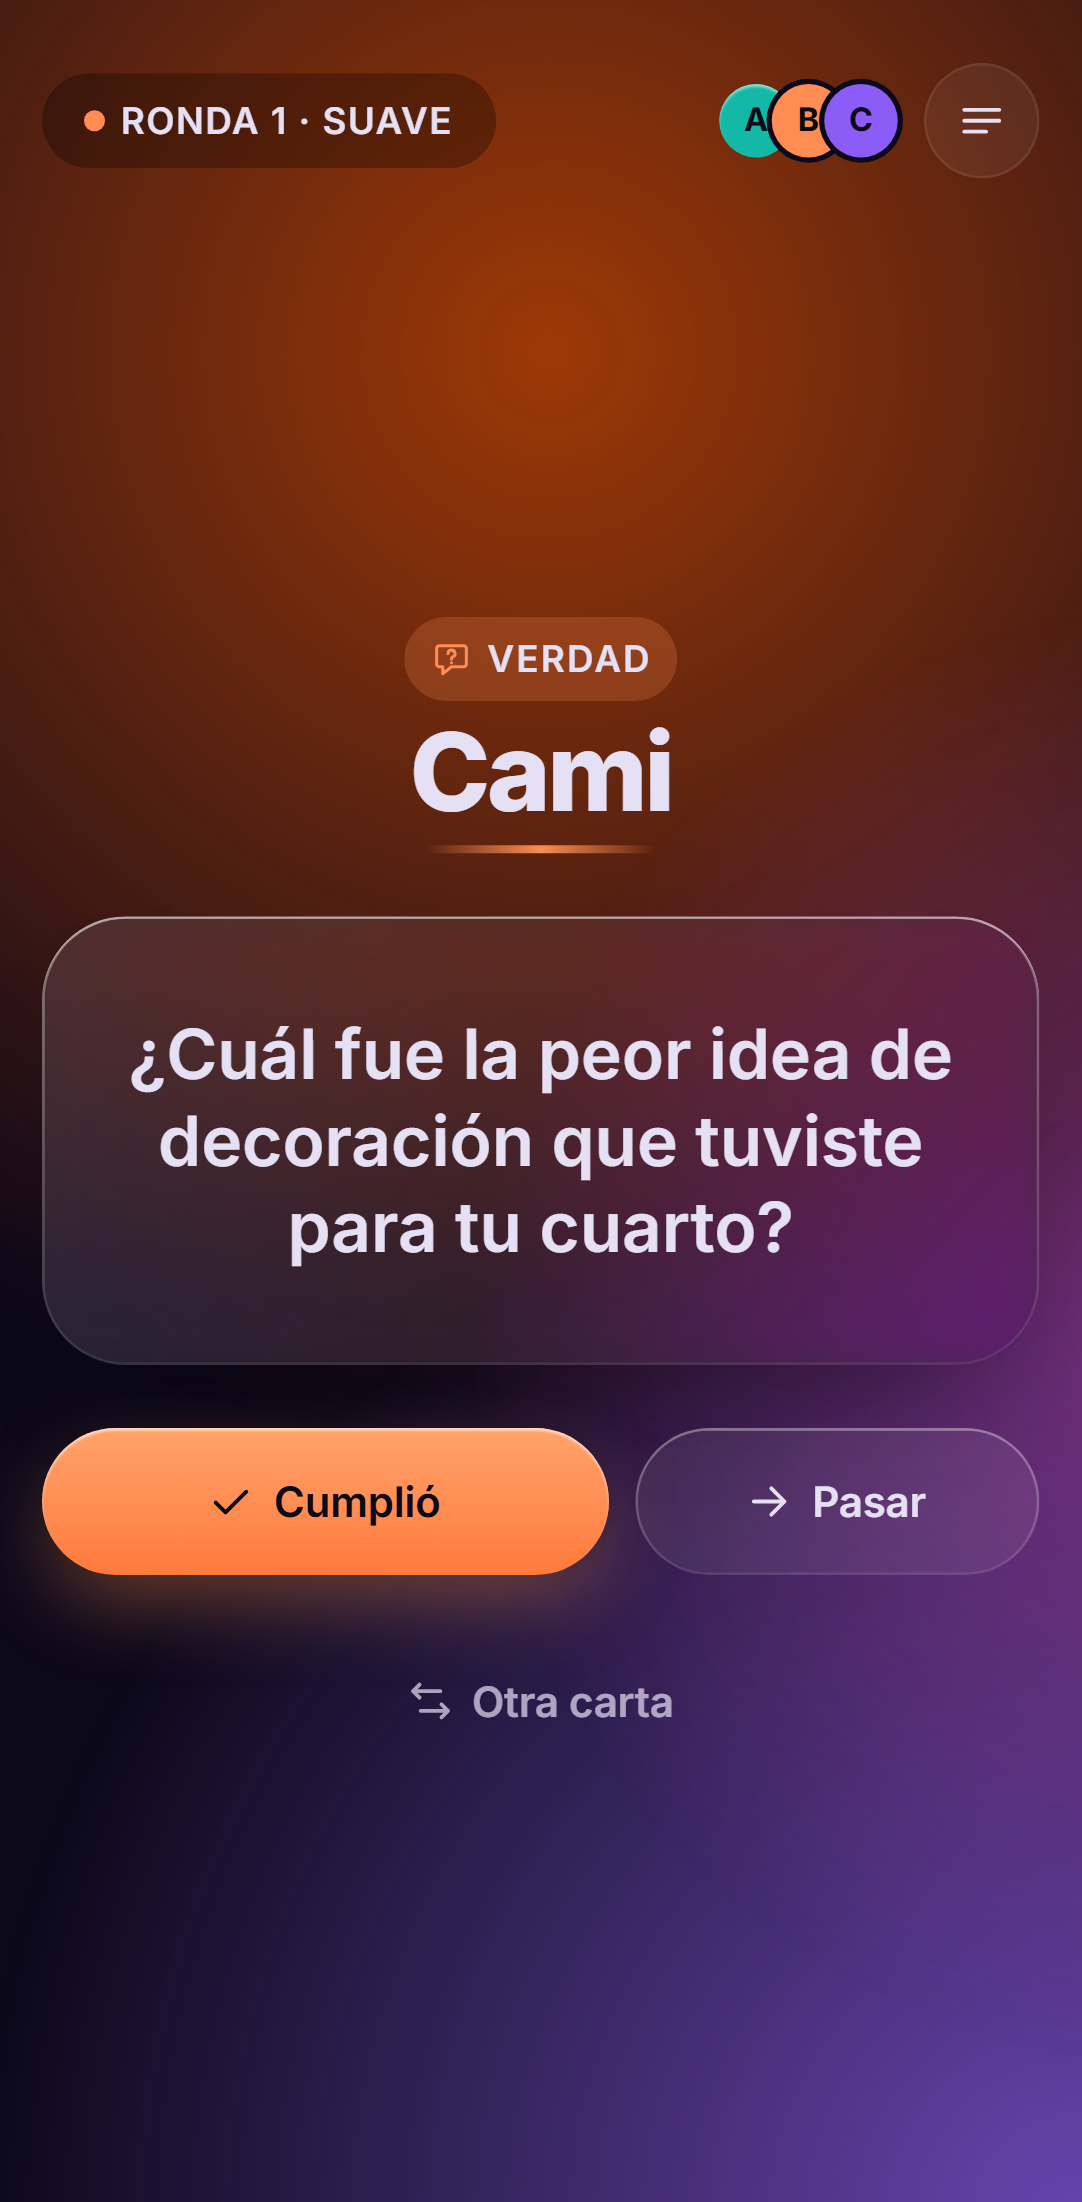 RONDA 1 · SUAVE
A B C
VERDAD
Cami
¿Cuál fue la peor idea de
decoración que tuviste
para tu cuarto?
Cumplió
Pasar
Otra carta